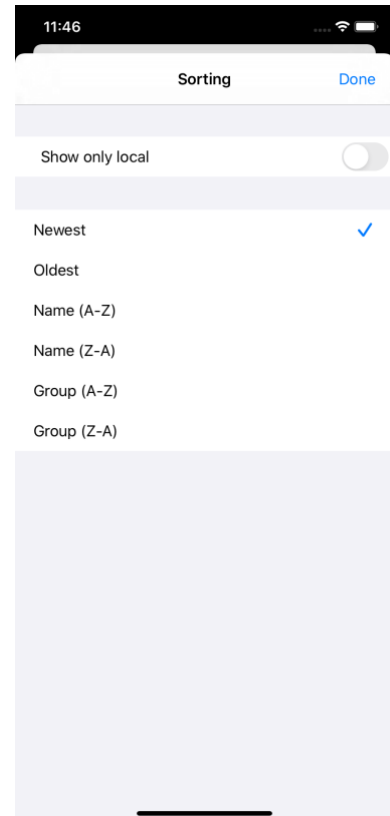 11:46
Sorting
Done
Show only local
Newest
Oldest
Name (A-Z)
Name (Z-A)
Group (A-Z)
Group (Z-A)